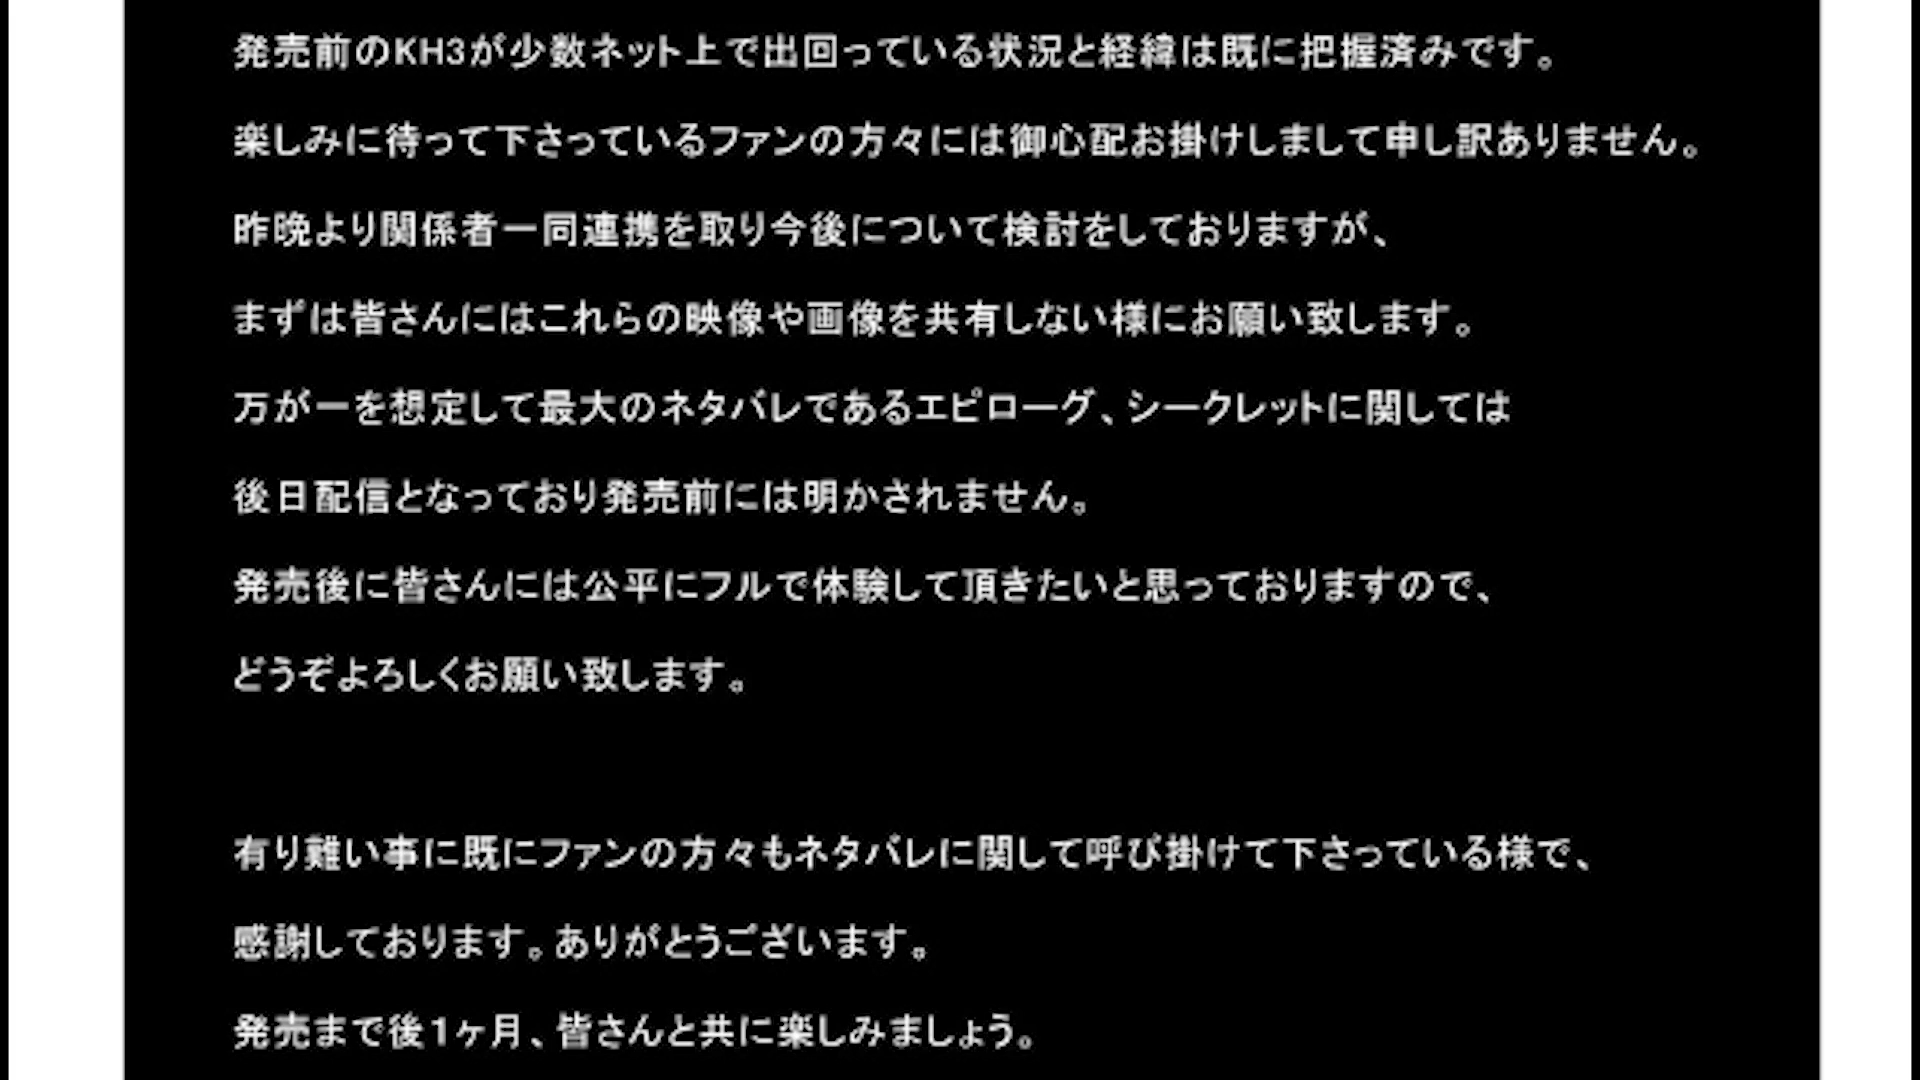 発売前のKH3が少数ネット上で出回っている状況と経緯は既に把握済みです。
楽しみに待って下さっているファンの方々には御心配お掛けしまして申し訳ありません。
昨晩より関係者一同連携を取り今後について検討をしておりますが、
まずは皆さんにはこれらの映像や画像を共有しない様にお願い致します。
万が一を想定して最大のネタバレであるエピローグ、シークレットに関しては
後日配信となっており発売前には明かされません。
発売後に皆さんには公平にフルで体験して頂きたいと思っておりますので、
どうぞよろしくお願い致します。
有り難い事に既にファンの方々もネタバレに関して呼び掛けて下さっている様で、
感謝しております。ありがとうございます。
発売まで後1ヶ月、皆さんと共に楽しみましょう。